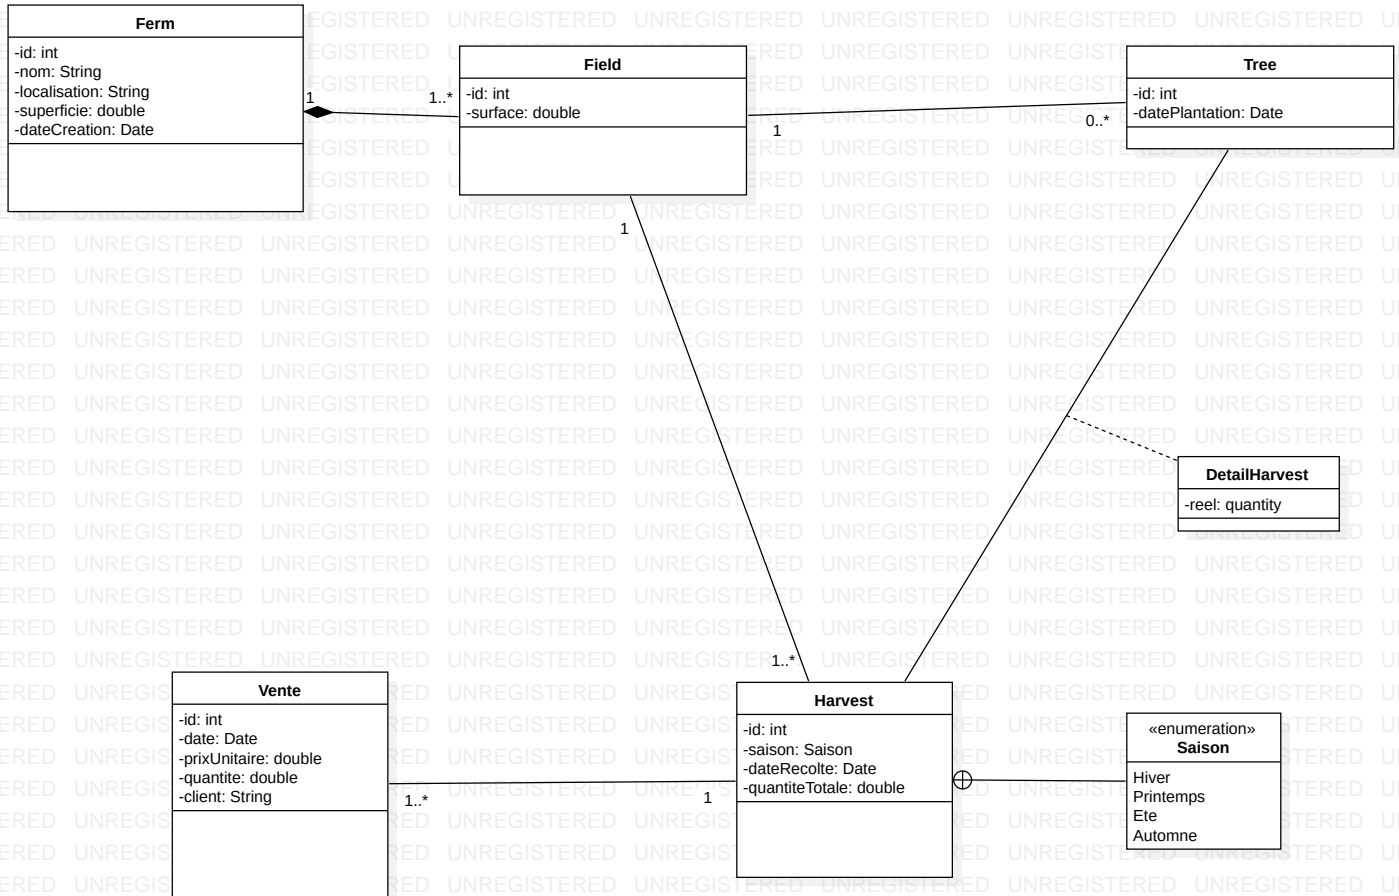 Ferm
-id: int
-nom: String
-localisation: String
-superficie: double
-dateCreation: Date
1
1..*
Field
-id: int
-surface: double
1
0..*
Tree
-id: int
-datePlantation: Date
1
1..*
DetailHarvest
-reel: quantity
Vente
-id: int
-date: Date
-prixUnitaire: double
-quantite: double
-client: String
1..*
1
Harvest
-id: int
-saison: Saison
-dateRecolte: Date
-quantiteTotale: double
«enumeration»
Saison
Hiver
Printemps
Ete
Automne
UNREGISTERED